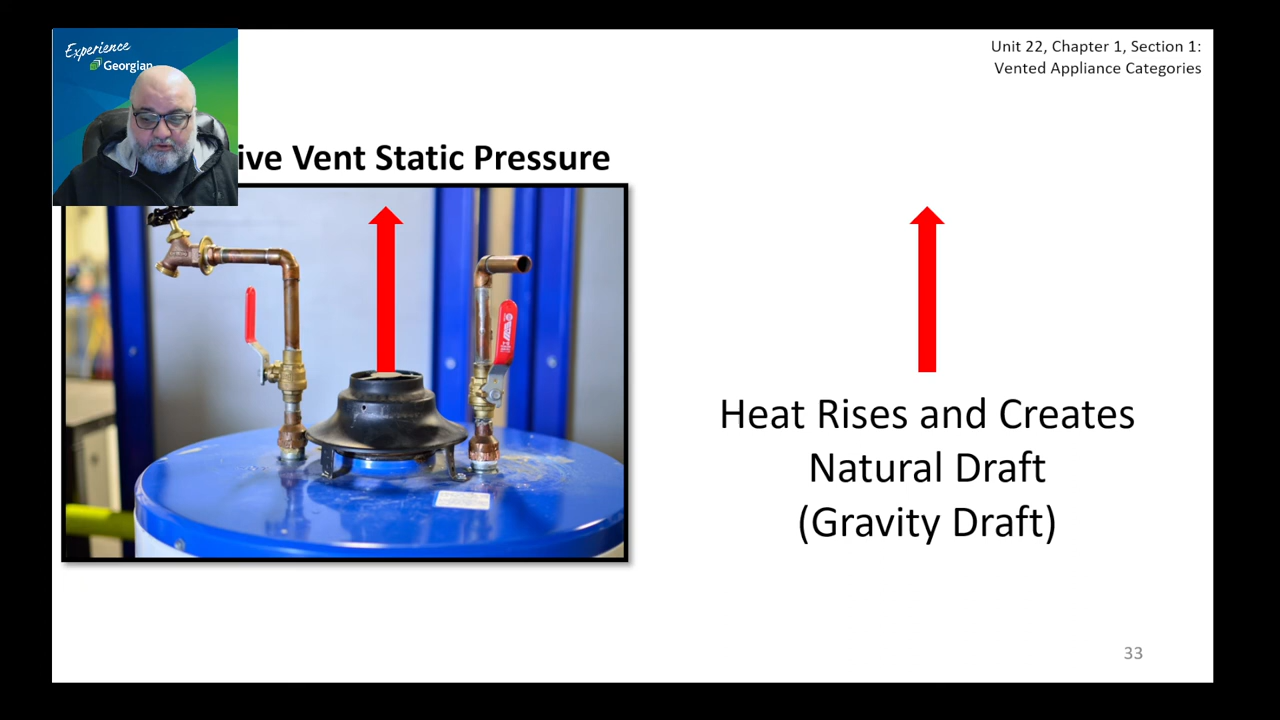 Unit 22, Chapter 1, Section 1:
Vented Appliance Categories
Experience
Georgian
ive Vent Static Pressure
Heat Rises and Creates
Natural Draft
(Gravity Draft)
33